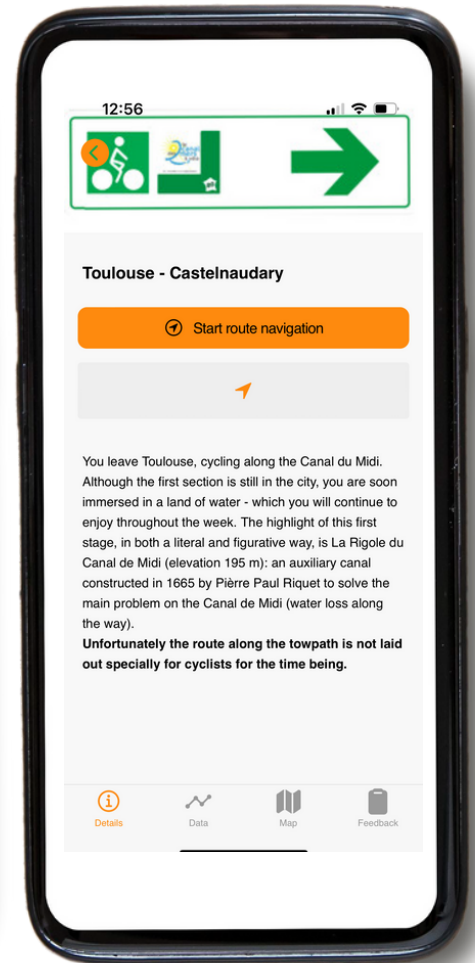 12:56
Toulouse - Castelnaudary
Start route navigation
You leave Toulouse, cycling along the Canal du Midi.
Although the first section is still in the city, you are soon
immersed in a land of water - which you will continue to
enjoy throughout the week. The highlight of this first
stage, in both a literal and figurative way, is La Rigole du
Canal de Midi (elevation 195 m): an auxiliary canal
constructed in 1665 by Pièrre Paul Riquet to solve the
main problem on the Canal de Midi (water loss along
the way).
Unfortunately the route along the towpath is not laid
out specially for cyclists for the time being.
Details
Data
Map
Feedback